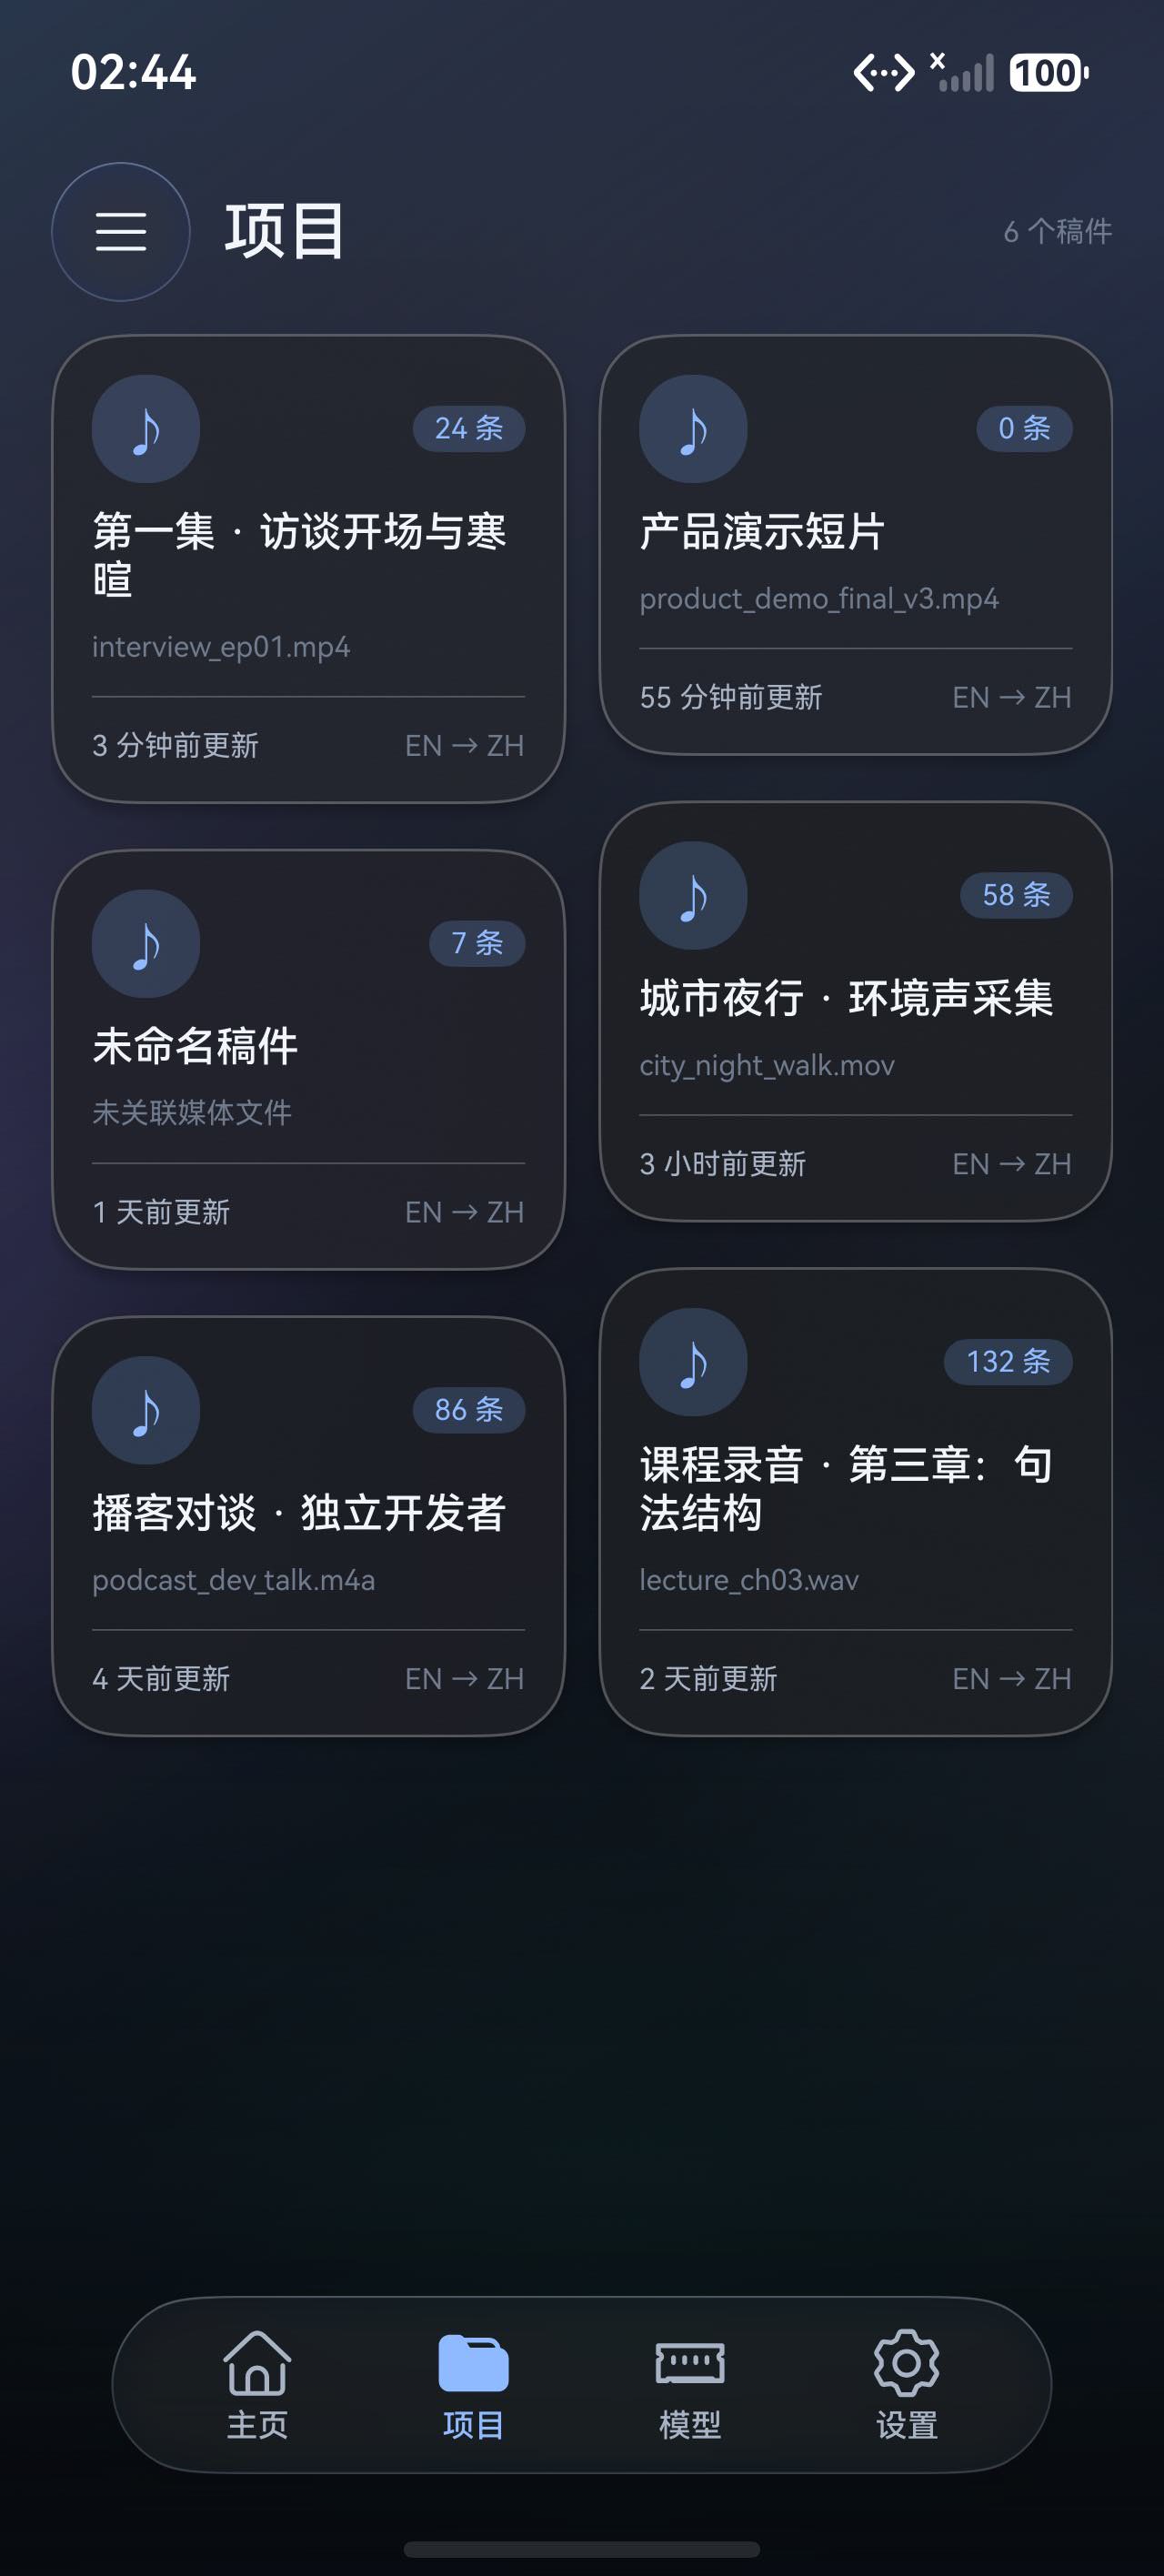 02:44
100
项目
6 个稿件
24 条
第一集 · 访谈开场与寒
暄
interview_ep01.mp4
3 分钟前更新
EN → ZH
0 条
产品演示短片
product_demo_final_v3.mp4
55 分钟前更新
EN → ZH
7 条
未命名稿件
未关联媒体文件
1 天前更新
EN → ZH
58 条
城市夜行 · 环境声采集
city_night_walk.mov
3 小时前更新
EN → ZH
86 条
播客对谈 · 独立开发者
podcast_dev_talk.m4a
4 天前更新
EN → ZH
132 条
课程录音 · 第三章：句
法结构
lecture_ch03.wav
2 天前更新
EN → ZH
主页
项目
模型
设置